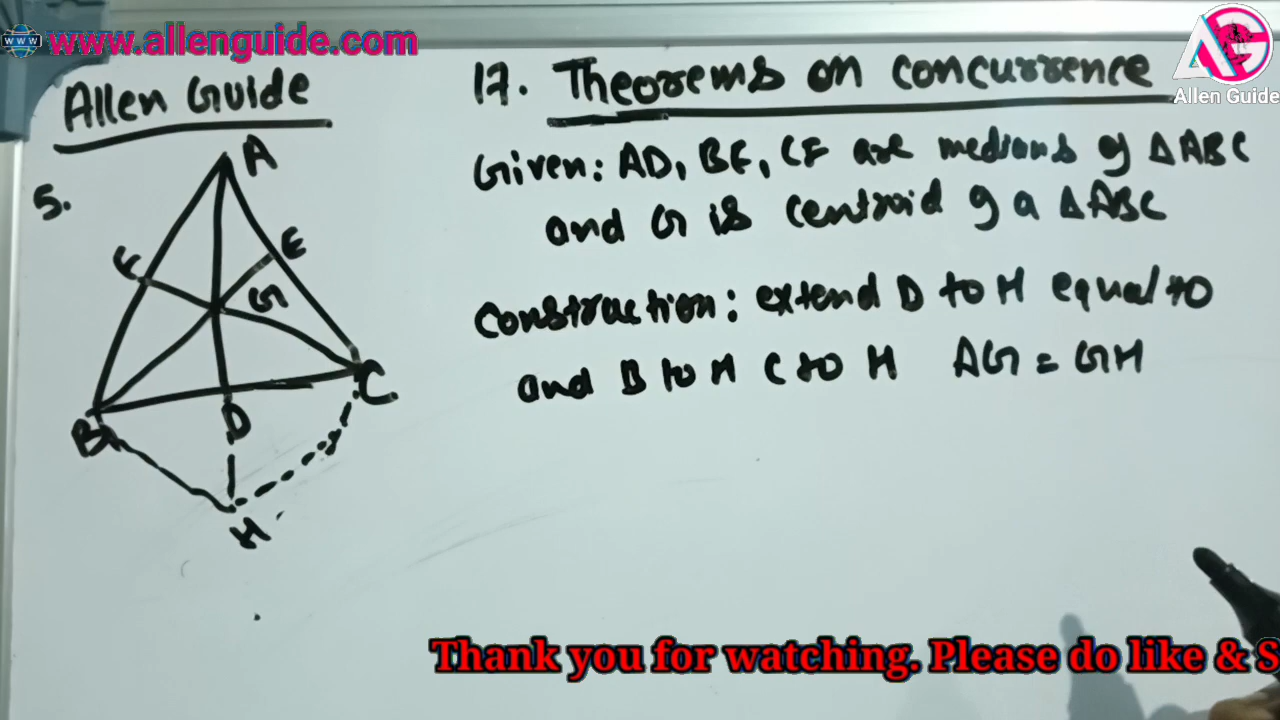 www.allenguide.com
AG
Allen Guide
Allen Guide
17. Theorems on concurrence
5.
A
F
E
G
B
D
C
H
Given: AD, BE, CF are medians of ΔABC
and G is centroid of a ΔABC
Construction: extend D to H equal to
and B to H C to H AG = GH
Thank you for watching. Please do like & S